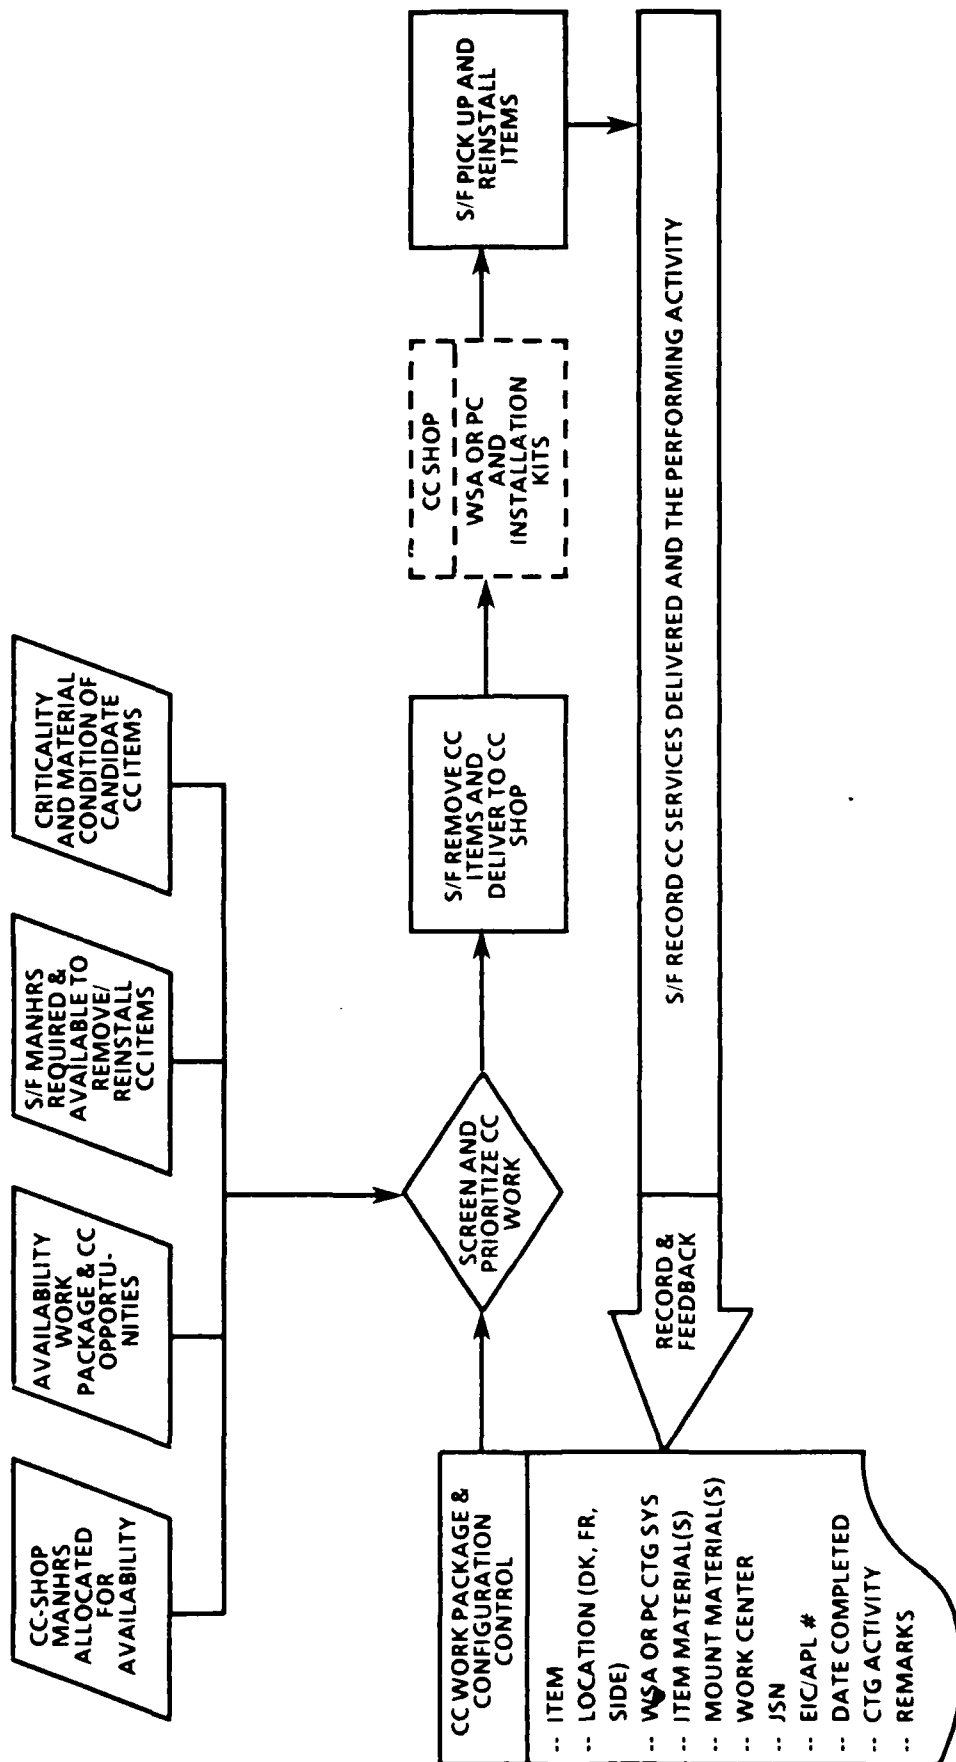 CC-SHOP
MANHRS
ALLOCATED
FOR
AVAILABILITY
AVAILABILITY
WORK
PACKAGE & CC
OPPORTU-
NITIES
S/F MANHRS
REQUIRED &
AVAILABLE TO
REMOVE/
REINSTALL
CC ITEMS
CRITICALITY
AND MATERIAL
CONDITION OF
CANDIDATE
CC ITEMS
CC WORK PACKAGE &
CONFIGURATION
CONTROL
-- ITEM
-- LOCATION (DK, FR,
SIDE)
-- WSA OR PC CTG SYS
-- ITEM MATERIAL(S)
-- MOUNT MATERIAL(S)
-- WORK CENTER
-- JSN
-- EIC/APL #
-- DATE COMPLETED
-- CTG ACTIVITY
-- REMARKS
SCREEN AND
PRIORITIZE CC
WORK
S/F REMOVE CC
ITEMS AND
DELIVER TO CC
SHOP
CC SHOP
WSA OR PC
AND
INSTALLATION
KITS
S/F PICK UP AND
REINSTALL
ITEMS
RECORD &
FEEDBACK
S/F RECORD CC SERVICES DELIVERED AND THE PERFORMING ACTIVITY